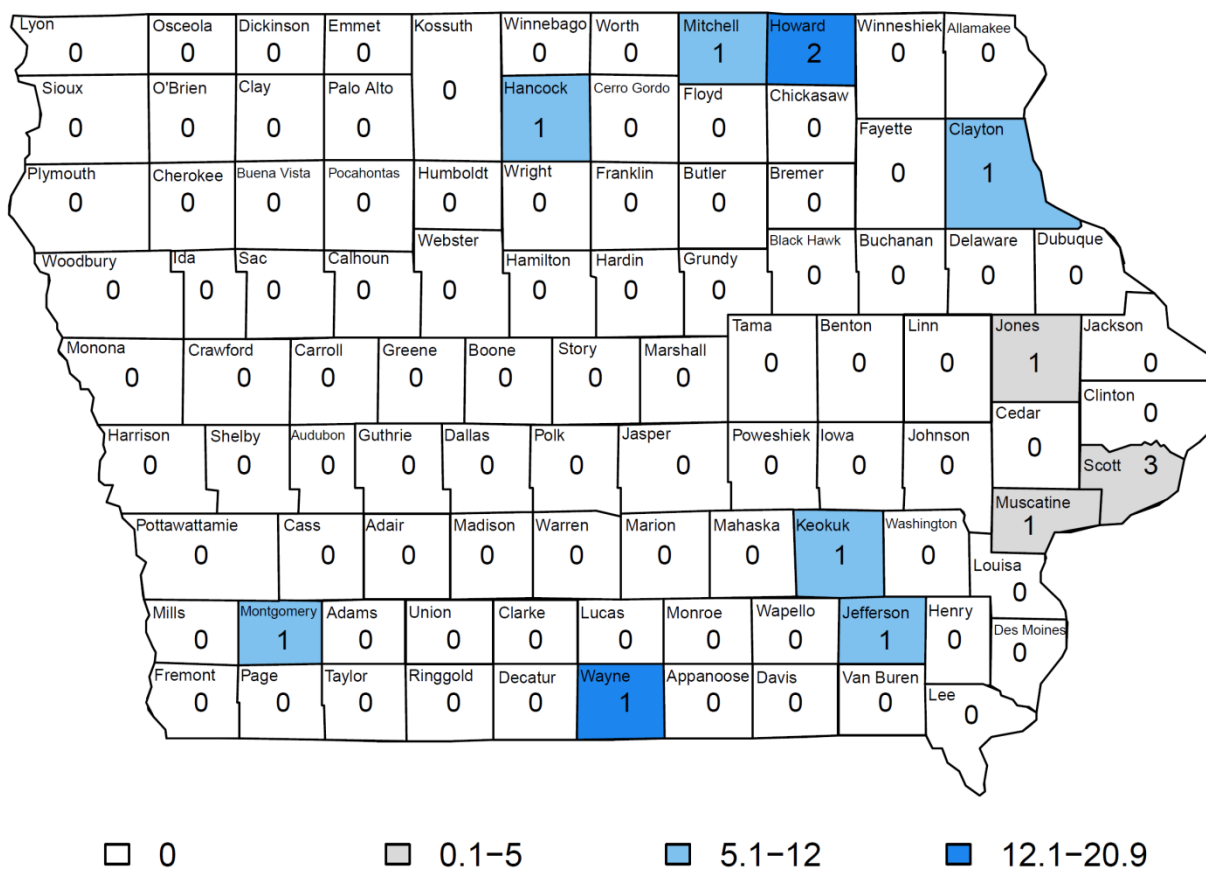 Lyon Osceola Dickinson Emmet Kossuth Winnebago Worth Mitchell Howard Winneshiek Allamakee
0 0 0 0 0 0 0 1 2 0 0
Sioux O'Brien Clay Palo Alto Hancock Cerro Gordo Floyd Chickasaw
0 0 0 0 1 0 0 0
Fayette Clayton
0 1
Plymouth Cherokee Buena Vista Pocahontas Humboldt Wright Franklin Butler Bremer
0 0 0 0 0 0 0 0 0
Woodbury Ida Sac Calhoun Webster Hamilton Hardin Grundy Black Hawk Buchanan Delaware Dubuque
0 0 0 0 0 0 0 0 0 0 0 0
Monona Crawford Carroll Greene Boone Story Marshall Tama Benton Linn Jones Jackson
0 0 0 0 0 0 0 0 0 0 1 0
Clinton
0
Harrison Shelby Audubon Guthrie Dallas Polk Jasper Poweshiek Iowa Johnson Cedar
0 0 0 0 0 0 0 0 0 0 0
Scott 3
Muscatine
1
Pottawattamie Cass Adair Madison Warren Marion Mahaska Keokuk Washington
0 0 0 0 0 0 0 1 0
Louisa
0
Mills Montgomery Adams Union Clarke Lucas Monroe Wapello Jefferson Henry Des Moines
0 1 0 0 0 0 0 0 1 0 0
Fremont Page Taylor Ringgold Decatur Wayne Appanoose Davis Van Buren Lee
0 0 0 0 0 1 0 0 0 0
0 0.1−5 5.1−12 12.1−20.9